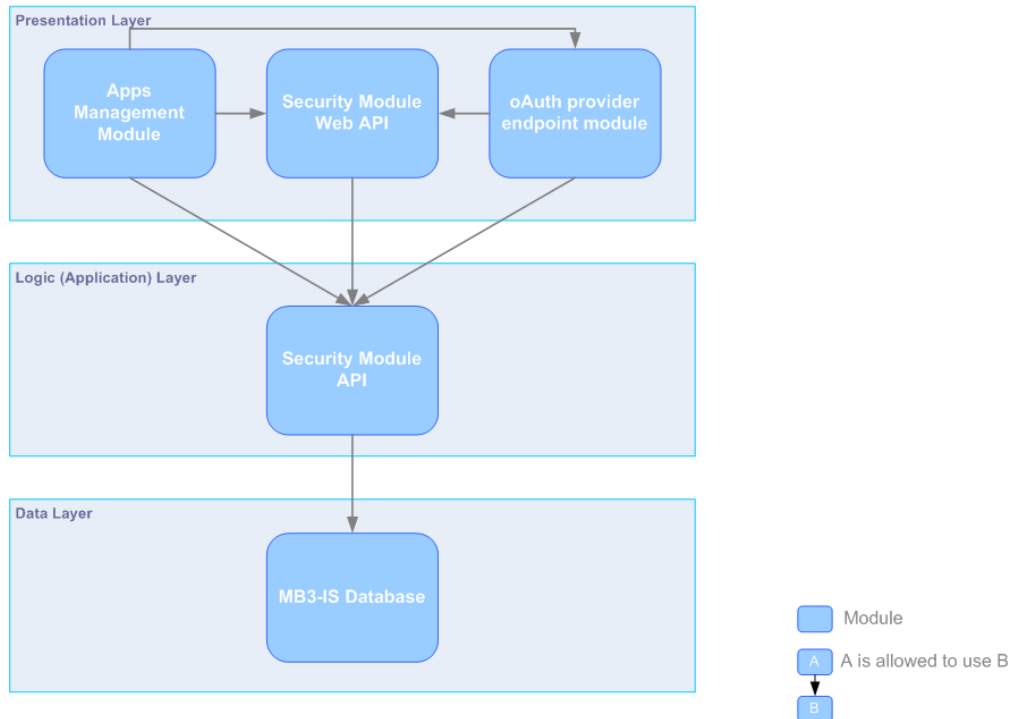 Presentation Layer
Apps
Management
Module
Security Module
Web API
oAuth provider
endpoint module
Logic (Application) Layer
Security Module
API
Data Layer
MB3-IS Database
Module
A
A is allowed to use B
B